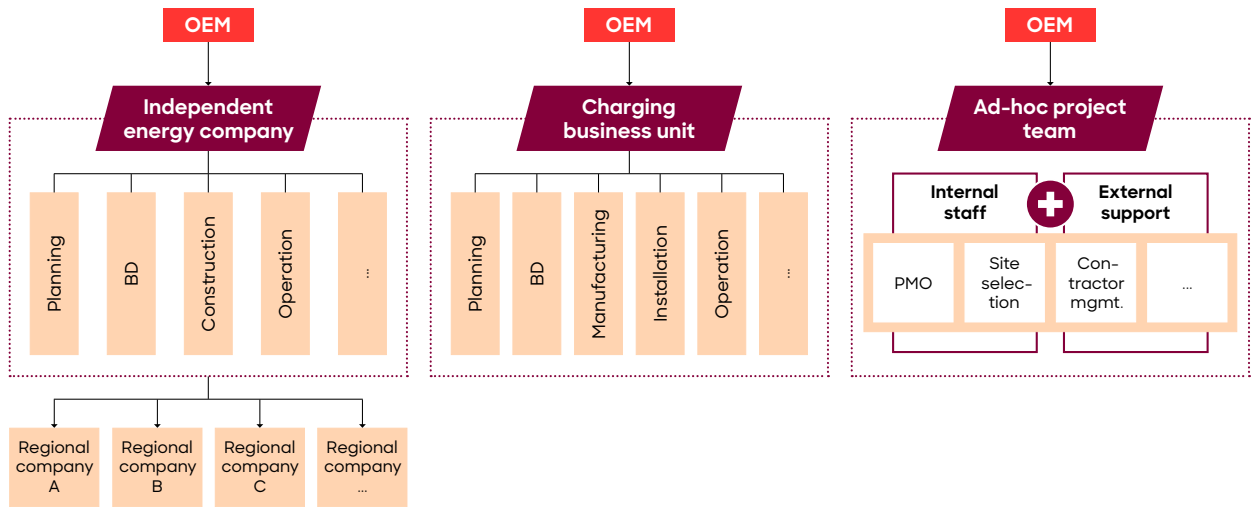 OEM
Independent
energy company
Planning
BD
Construction
Operation
...
Regional
company
A
Regional
company
B
Regional
company
C
Regional
company
...
OEM
Charging
business unit
Planning
BD
Manufacturing
Installation
Operation
...
OEM
Ad-hoc project
team
Internal
staff
External
support
PMO
Site
selec-
tion
Con-
tractor
mgmt.
...